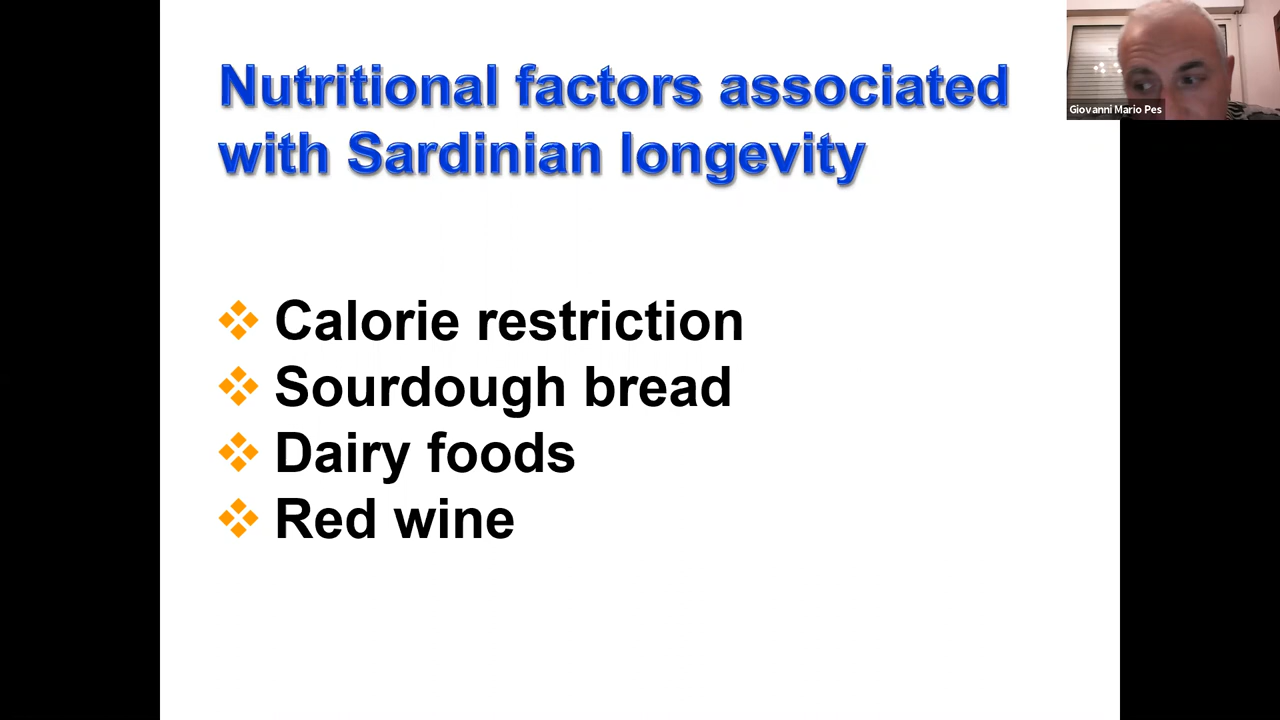 Nutritional factors associated
with Sardinian longevity
Calorie restriction
Sourdough bread
Dairy foods
Red wine
Giovanni Mario Pes